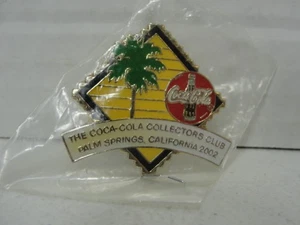 Coca-Cola
THE COCA-COLA COLLECTORS CLUB
PALM SPRINGS, CALIFORNIA 2002